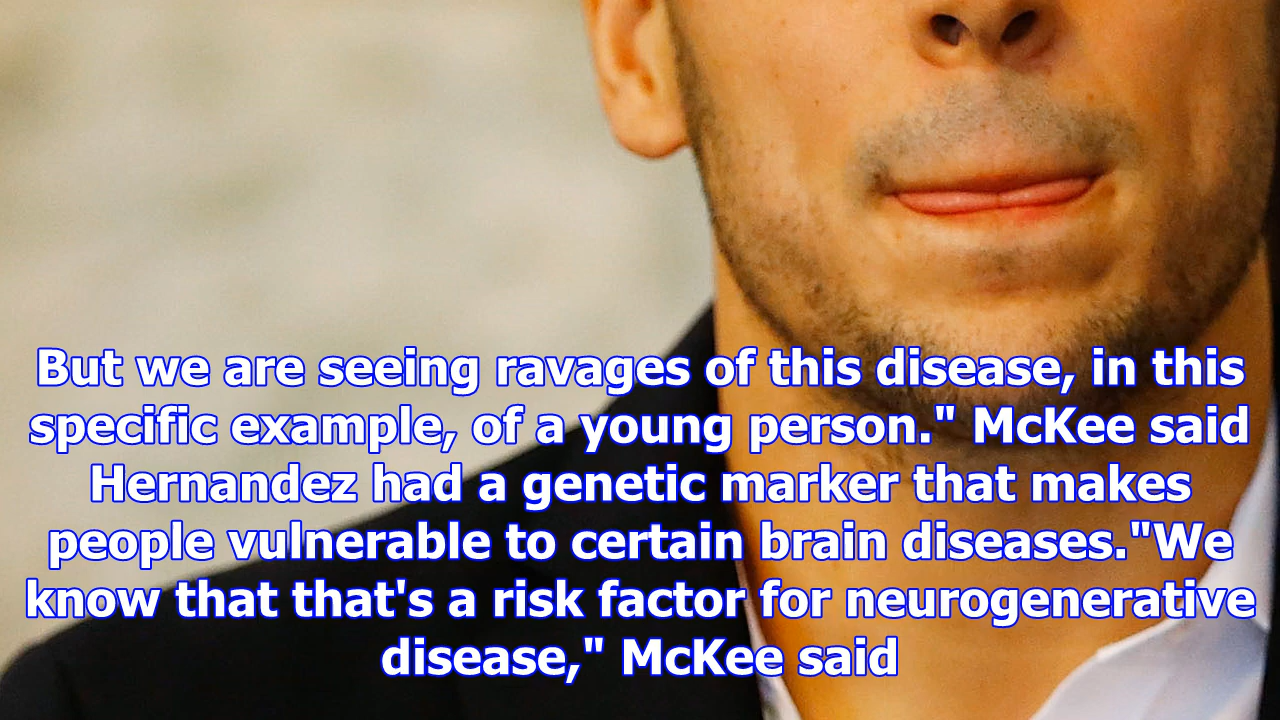 But we are seeing ravages of this disease, in this
specific example, of a young person." McKee said
Hernandez had a genetic marker that makes
people vulnerable to certain brain diseases."We
know that that's a risk factor for neurogenerative
disease," McKee said